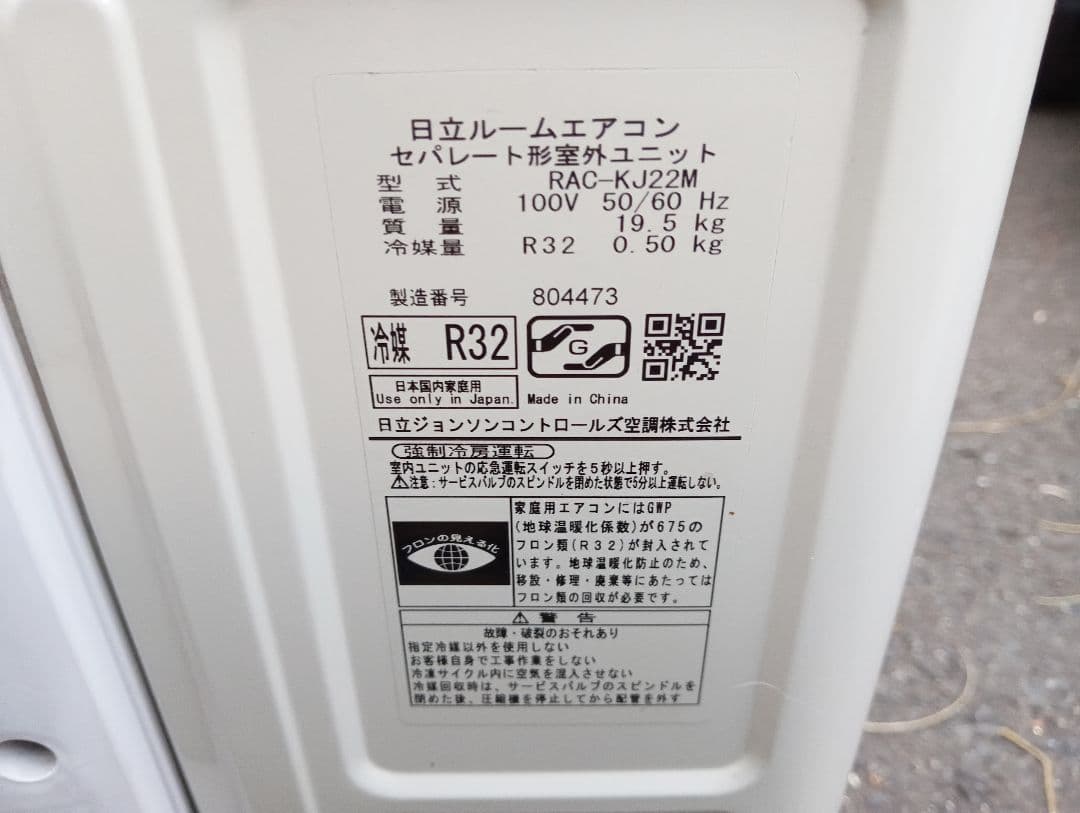 日立ルームエアコン
セパレート形室外ユニット
型 式 RAC-KJ22M
電 源 100V 50/60 Hz
質 量 19.5 kg
冷媒量 R32 0.50 kg
製造番号 804473
冷媒 R32
G
日本国内家庭用
Use only in Japan.
Made in China
日立ジョンソンコントロールズ空調株式会社
強制冷房運転
室内ユニットの応急運転スイッチを5秒以上押す。
⚠注意:サービスバルブのスピンドルを閉めた状態で5分以上運転しない。
フロンの見える化
家庭用エアコンにはGWP
(地球温暖化係数)が675の
フロン類(R32)が封入されて
います。地球温暖化防止のため、
移設・修理・廃棄等にあたっては
フロン類の回収が必要です。
⚠ 警 告
故障・破裂のおそれあり
指定冷媒以外を使用しない
お客様自身で工事作業をしない
冷凍サイクル内に空気を混入させない
冷媒回収時は、サービスバルブのスピンドルを
閉めた後、圧縮機を停止してから配管を外す